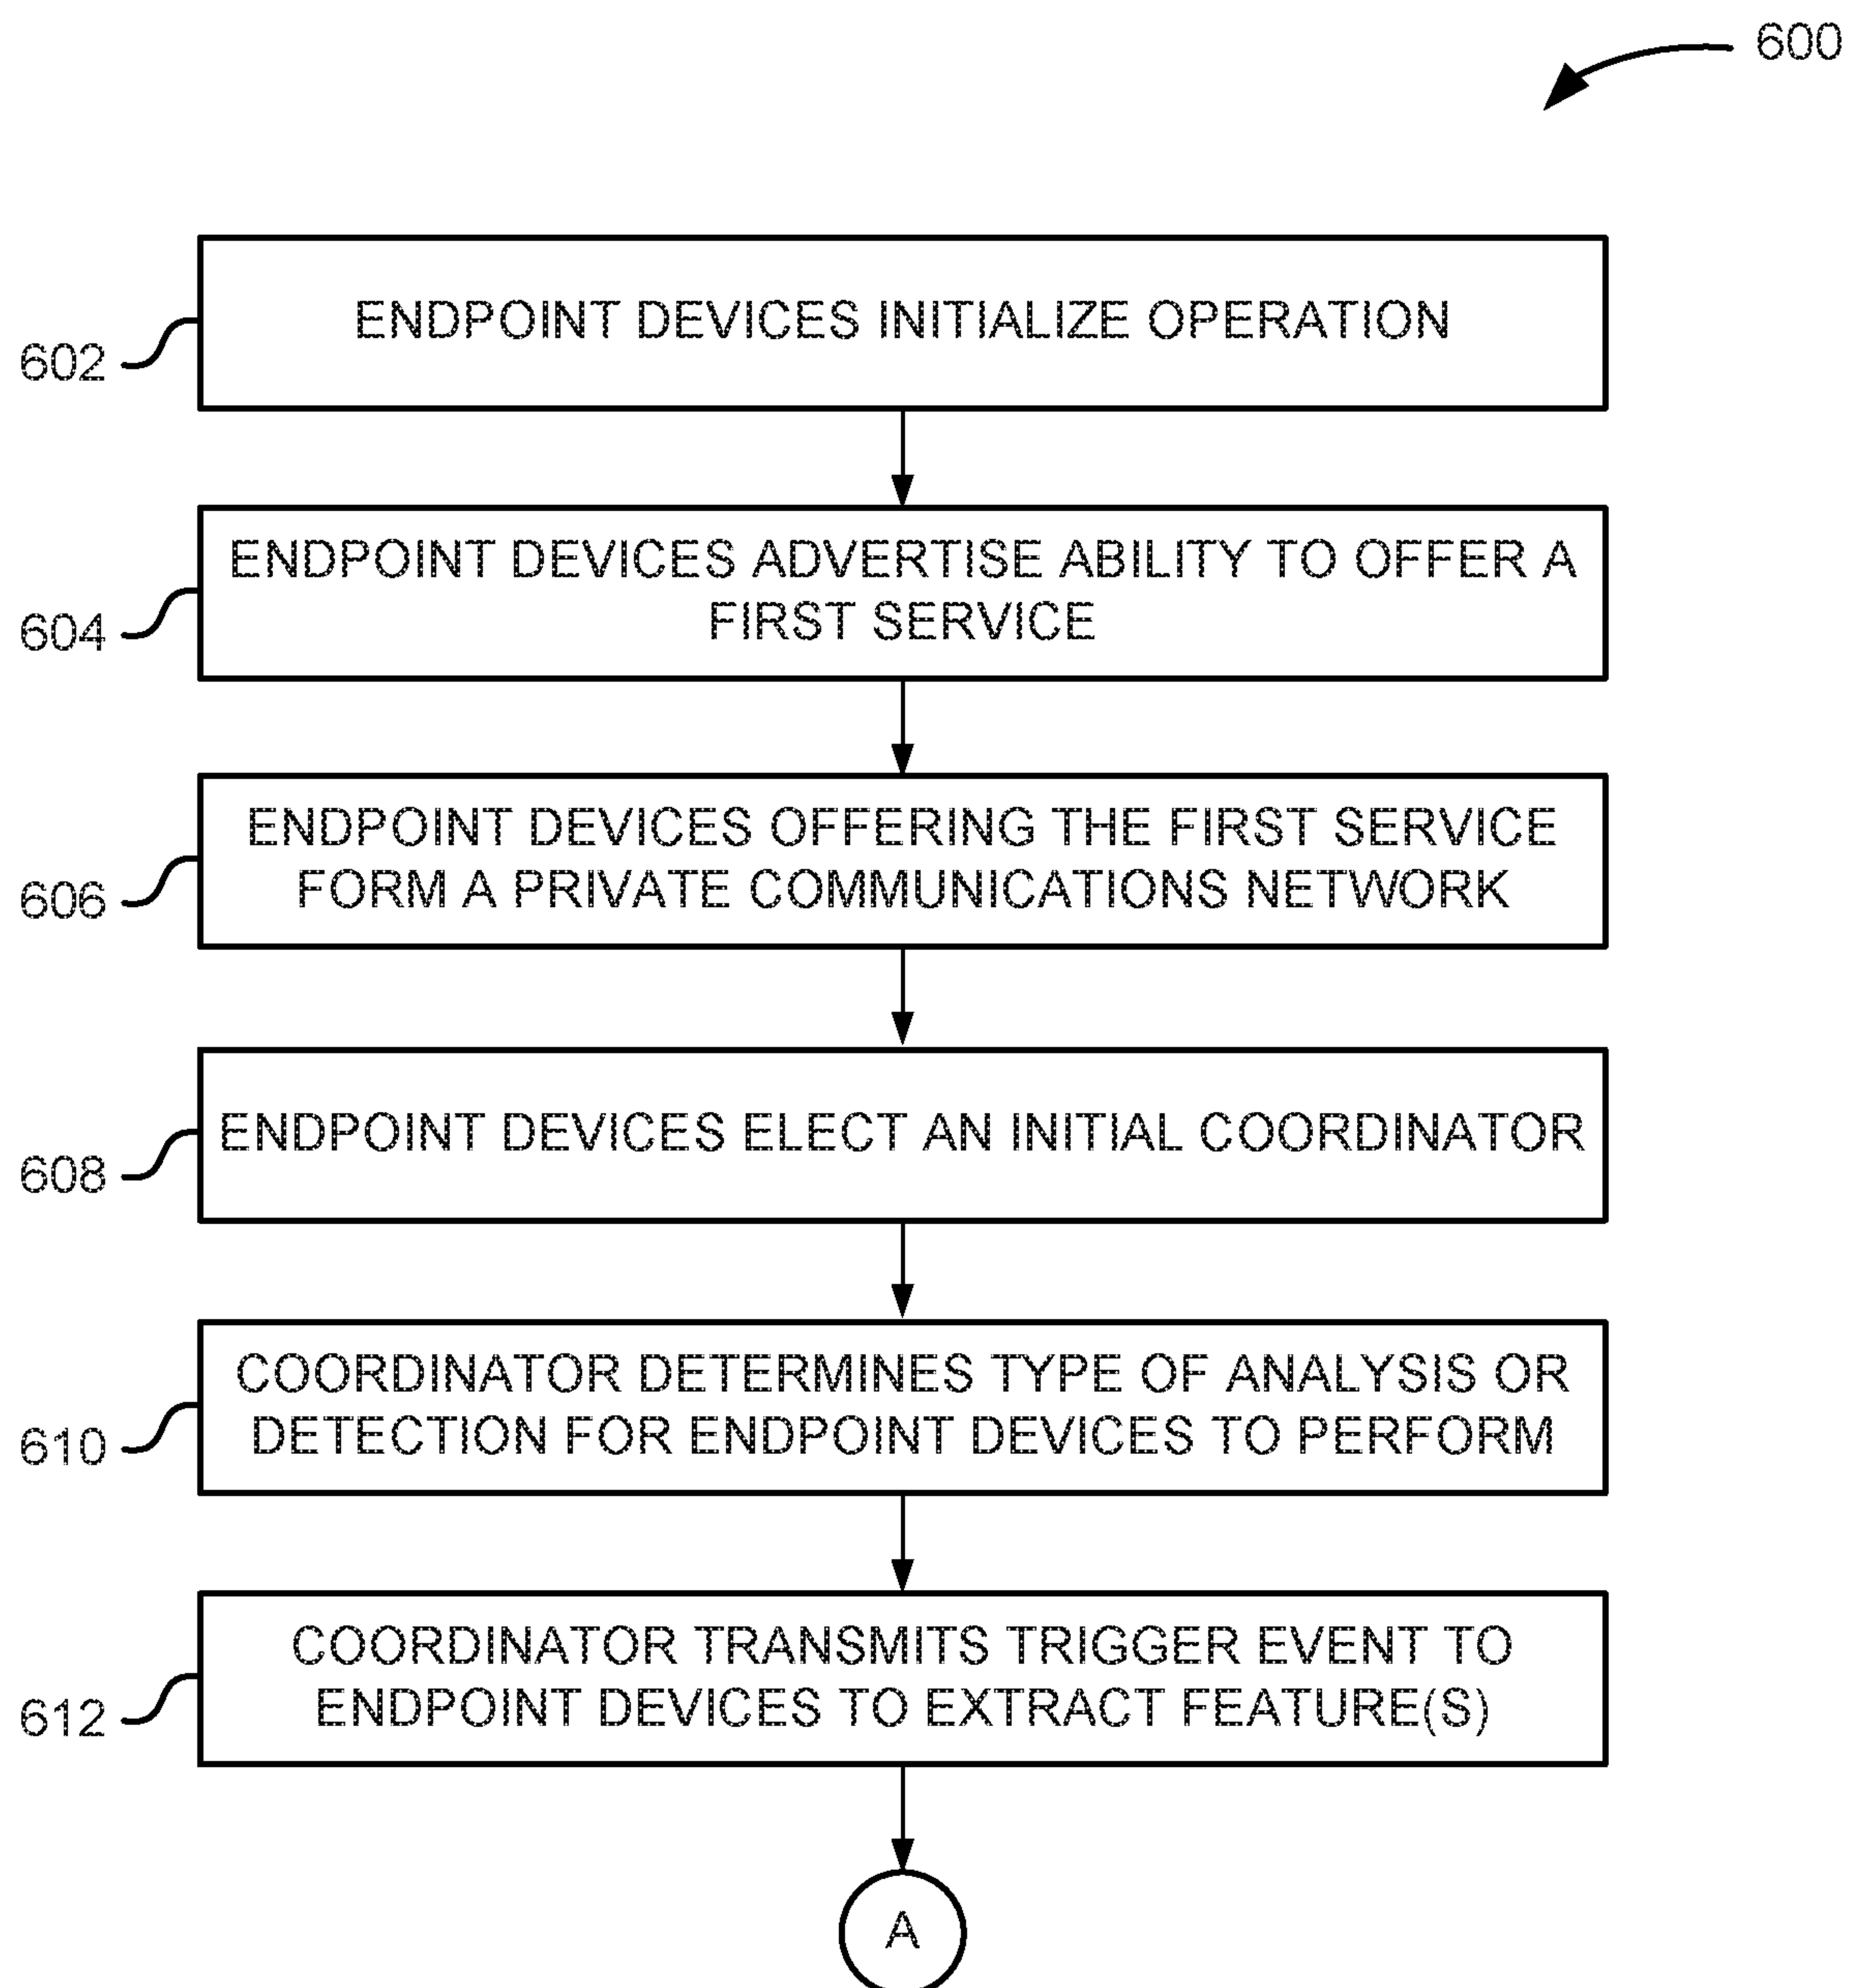 600
ENDPOINT DEVICES INITIALIZE OPERATION
602
ENDPOINT DEVICES ADVERTISE ABILITY TO OFFER A
FIRST SERVICE
604
ENDPOINT DEVICES OFFERING THE FIRST SERVICE
FORM A PRIVATE COMMUNICATIONS NETWORK
606
ENDPOINT DEVICES ELECT AN INITIAL COORDINATOR
608
COORDINATOR DETERMINES TYPE OF ANALYSIS OR
DETECTION FOR ENDPOINT DEVICES TO PERFORM
610
COORDINATOR TRANSMITS TRIGGER EVENT TO
ENDPOINT DEVICES TO EXTRACT FEATURE(S)
612
A